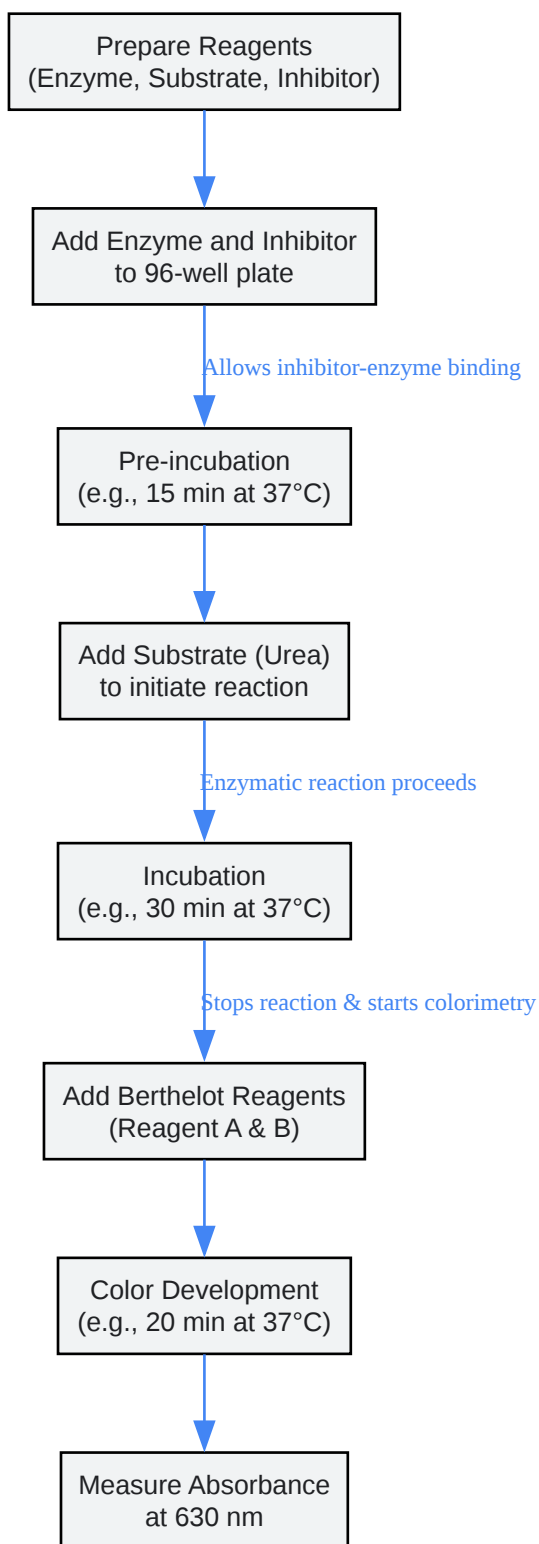 Prepare Reagents
(Enzyme, Substrate, Inhibitor)
Add Enzyme and Inhibitor
to 96-well plate
Allows inhibitor-enzyme binding
Pre-incubation
(e.g., 15 min at 37°C)
Add Substrate (Urea)
to initiate reaction
Enzymatic reaction proceeds
Incubation
(e.g., 30 min at 37°C)
Stops reaction & starts colorimetry
Add Berthelot Reagents
(Reagent A & B)
Color Development
(e.g., 20 min at 37°C)
Measure Absorbance
at 630 nm